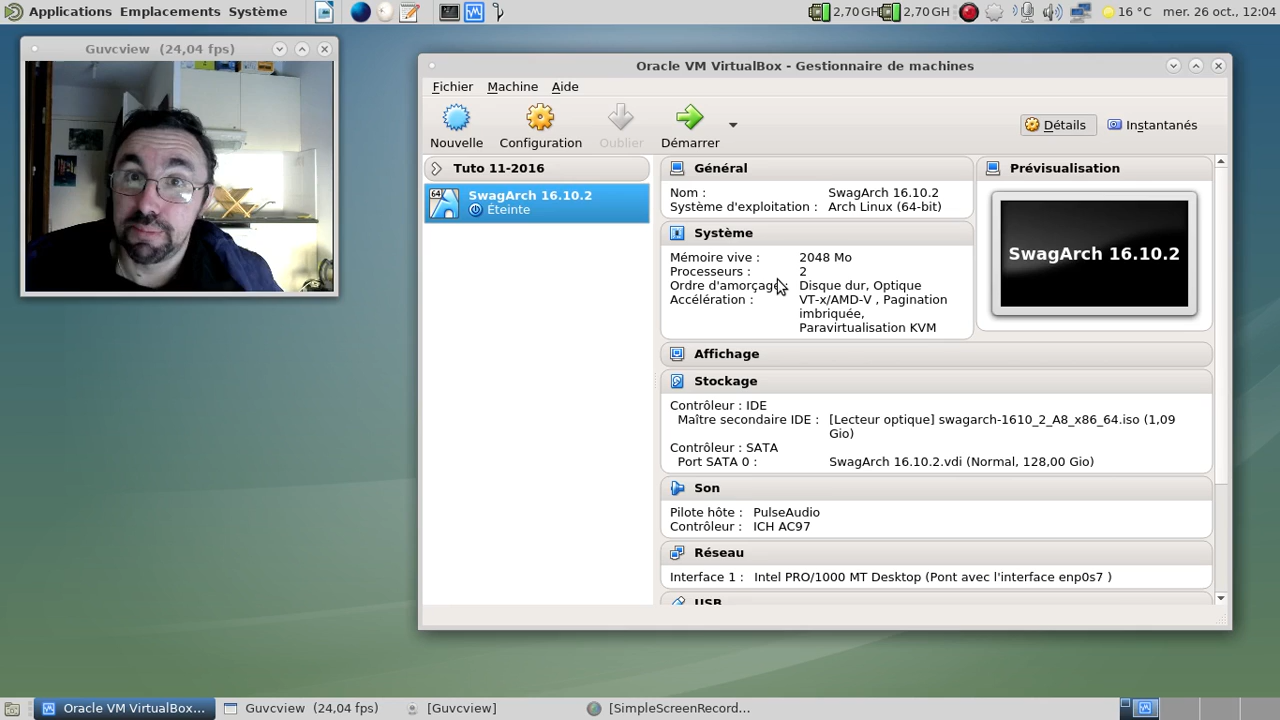 Applications Emplacements Système
2,70 GH 2,70 GH 16 °C mer. 26 oct., 12:04
Guvcview (24,04 fps)
Oracle VM VirtualBox - Gestionnaire de machines
Fichier Machine Aide
Nouvelle Configuration Oublier Démarrer
Détails Instantanés
Tuto 11-2016
64 SwagArch 16.10.2
Éteinte
Général
Nom : SwagArch 16.10.2
Système d'exploitation : Arch Linux (64-bit)
Système
Mémoire vive : 2048 Mo
Processeurs : 2
Ordre d'amorçage : Disque dur, Optique
Accélération : VT-x/AMD-V , Pagination
imbriquée,
Paravirtualisation KVM
Prévisualisation
SwagArch 16.10.2
Affichage
Stockage
Contrôleur : IDE
Maître secondaire IDE : [Lecteur optique] swagarch-1610_2_A8_x86_64.iso (1,09
Gio)
Contrôleur : SATA
Port SATA 0 : SwagArch 16.10.2.vdi (Normal, 128,00 Gio)
Son
Pilote hôte : PulseAudio
Contrôleur : ICH AC97
Réseau
Interface 1 : Intel PRO/1000 MT Desktop (Pont avec l'interface enp0s7 )
USB
Oracle VM VirtualBox... Guvcview (24,04 fps) [Guvcview] [SimpleScreenRecord...